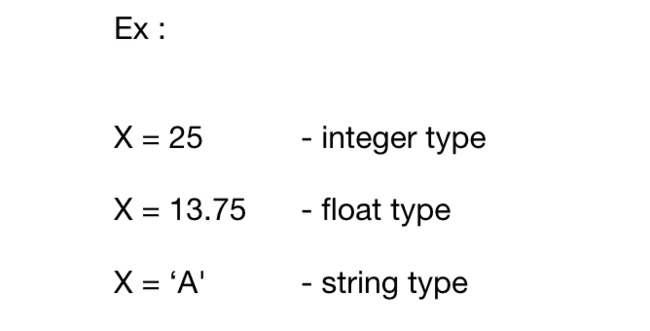 Ex :
X = 25 - integer type
X = 13.75 - float type
X = ‘A' - string type